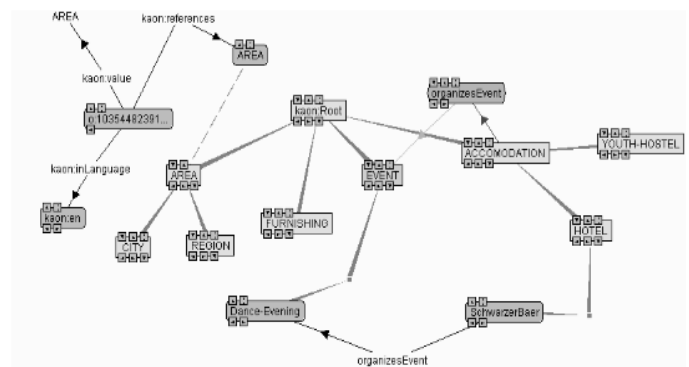 AREA
kaon:references
AREA
kaon:value
organizesEvent
kaon:Root
o:10354482391...
YOUTH-HOSTEL
ACCOMODATION
kaon:inLanguage
AREA
EVENT
kaon:en
FURNISHING
HOTEL
CITY
REGION
Dance-Evening
SchwarzerBaer
organizesEvent